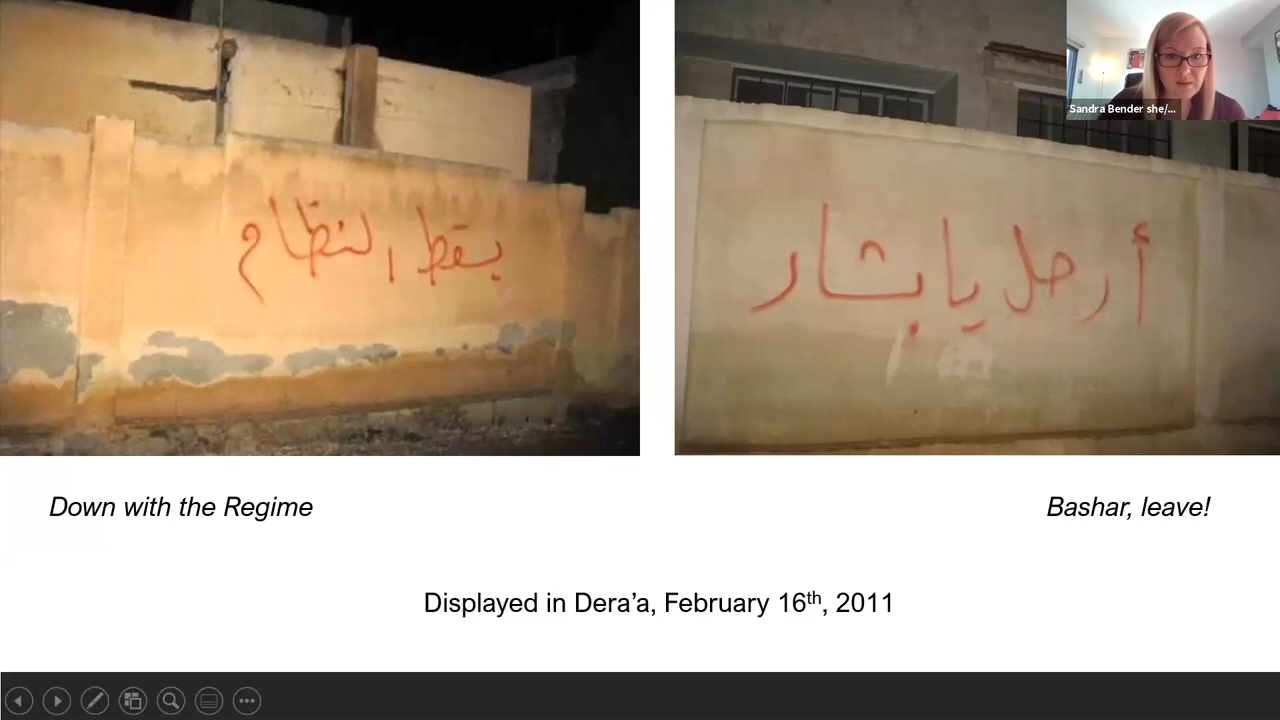 يسقط النظام
أرحل يا بشار
Sandra Bender she/...
Down with the Regime
Bashar, leave!
Displayed in Dera’a, February 16th, 2011